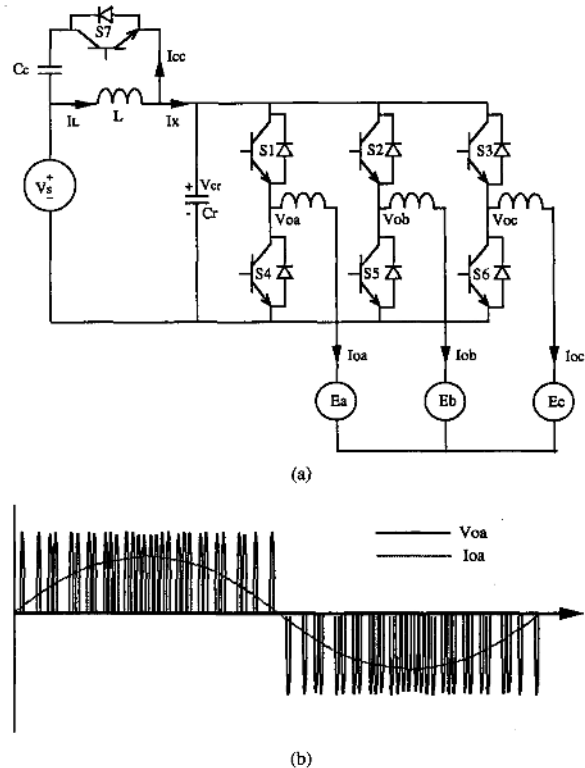 (a)
S7
Icc
Cc
IL
L
Ix
Vs
+
-
+
Vcr
-
Cr
S1
S2
S3
Voa
Vob
Voc
S4
S5
S6
Ioa
Iob
Ioc
Ea
Eb
Ec
(a)
Voa
Ioa
(b)